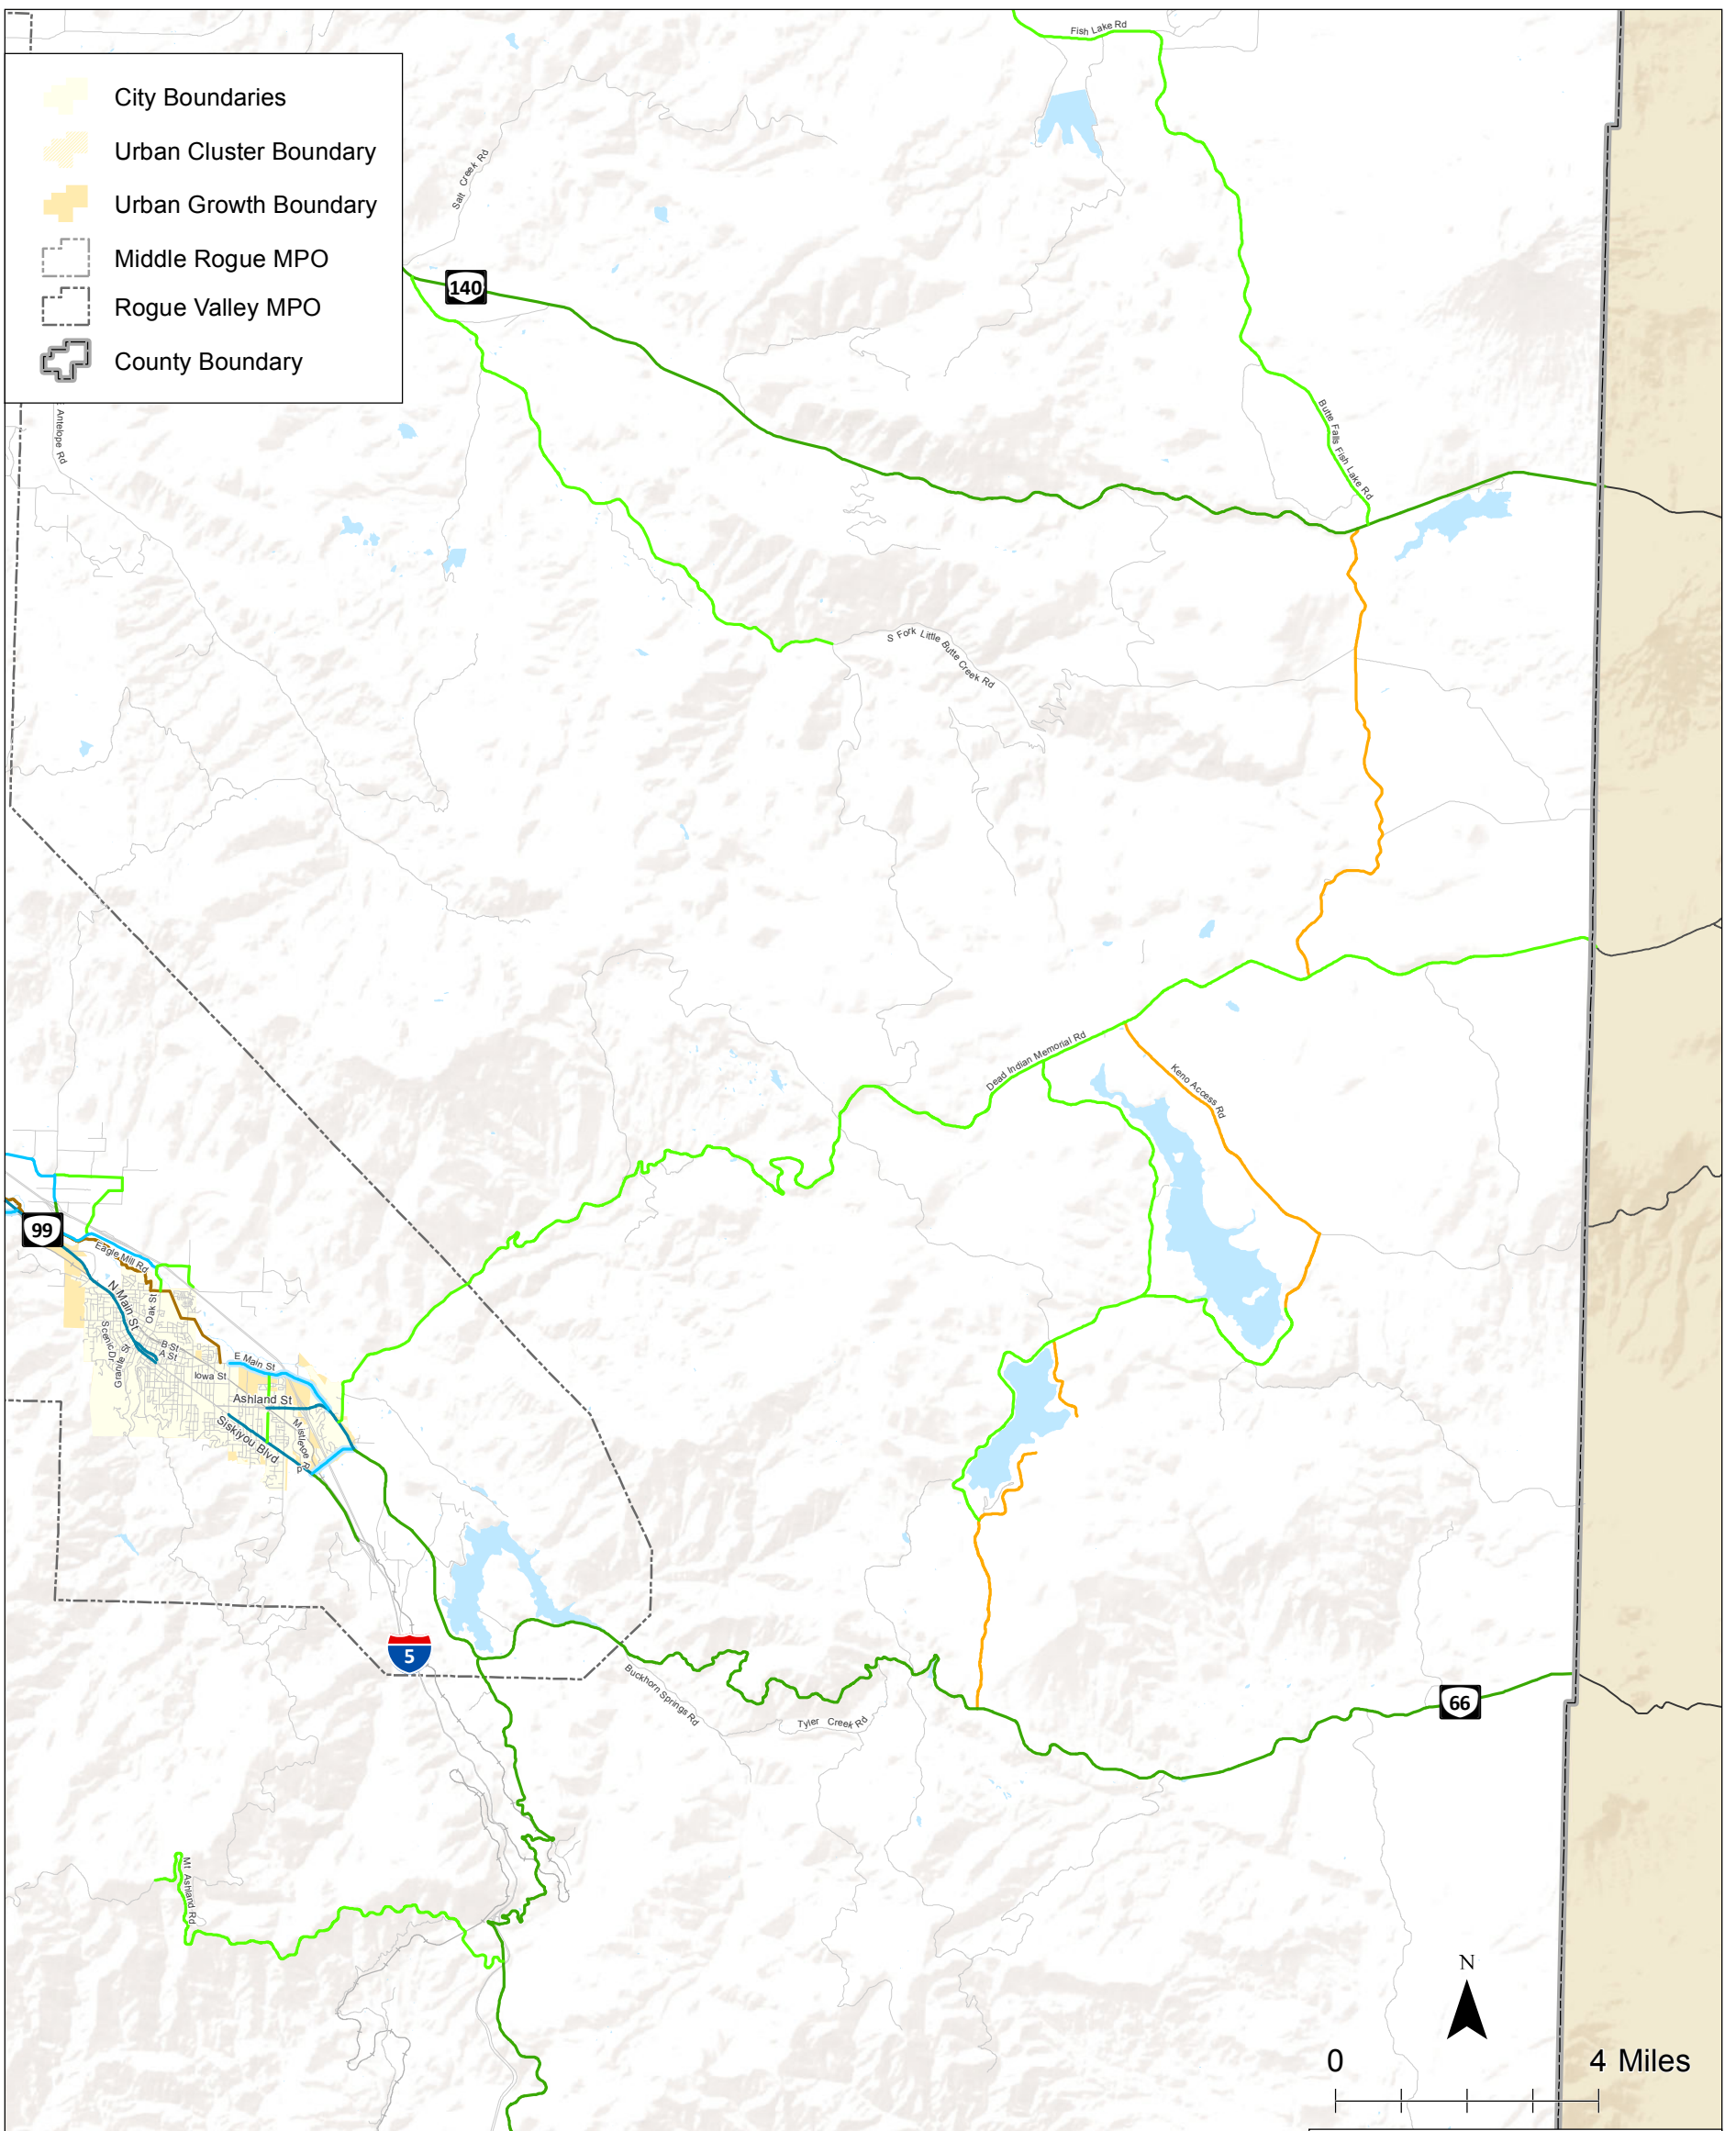 Fish Lake Rd
City Boundaries
Urban Cluster Boundary
Urban Growth Boundary
Middle Rogue MPO
Rogue Valley MPO
County Boundary
Salt Creek Rd
140
Antelope Rd
Butte Falls Fish Lake Rd
S Fork Little Butte Creek Rd
Dead Indian Memorial Rd
Keno Access Rd
99
Eagle Mill Rd
N Main St
Oak St
Scenic Dr
Granite St
B St
A St
E Main St
Iowa St
Ashland St
Siskiyou Blvd
Mistletoe Rd
5
Buckhorn Springs Rd
Tyler Creek Rd
66
Mt Ashland Rd
N
0 4 Miles